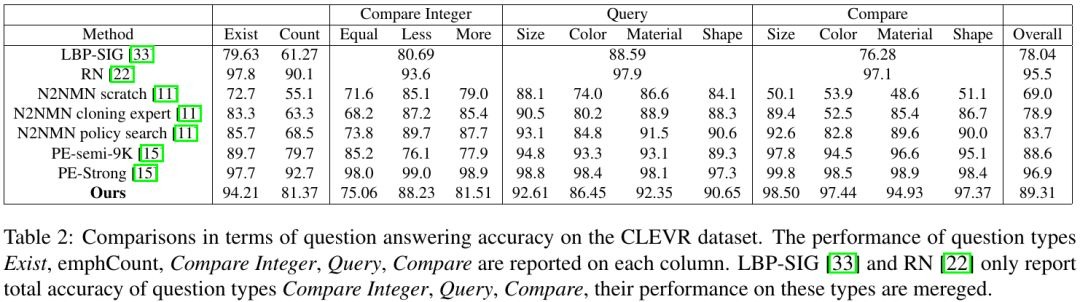 Compare Integer Query Compare
Method Exist Count Equal Less More Size Color Material Shape Size Color Material Shape Overall
LBP-SIG [33] 79.63 61.27 80.69 88.59 76.28 78.04
RN [22] 97.8 90.1 93.6 97.9 97.1 95.5
N2NMN scratch [11] 72.7 55.1 71.6 85.1 79.0 88.1 74.0 86.6 84.1 50.1 53.9 48.6 51.1 69.0
N2NMN cloning expert [11] 83.3 63.3 68.2 87.2 85.4 90.5 80.2 88.9 88.3 89.4 52.5 85.4 86.7 78.9
N2NMN policy search [11] 85.7 68.5 73.8 89.7 87.7 93.1 84.8 91.5 90.6 92.6 82.8 89.6 90.0 83.7
PE-semi-9K [15] 89.7 79.7 85.2 76.1 77.9 94.8 93.3 93.1 89.3 97.8 94.5 96.6 95.1 88.6
PE-Strong [15] 97.7 92.7 98.0 99.0 98.9 98.8 98.4 98.1 97.3 99.8 98.5 98.9 98.4 96.9
Ours 94.21 81.37 75.06 88.23 81.51 92.61 86.45 92.35 90.65 98.50 97.44 94.93 97.37 89.31
Table 2: Comparisons in terms of question answering accuracy on the CLEVR dataset. The performance of question types
Exist, emphCount, Compare Integer, Query, Compare are reported on each column. LBP-SIG [33] and RN [22] only report
total accuracy of question types Compare Integer, Query, Compare, their performance on these types are mereged.